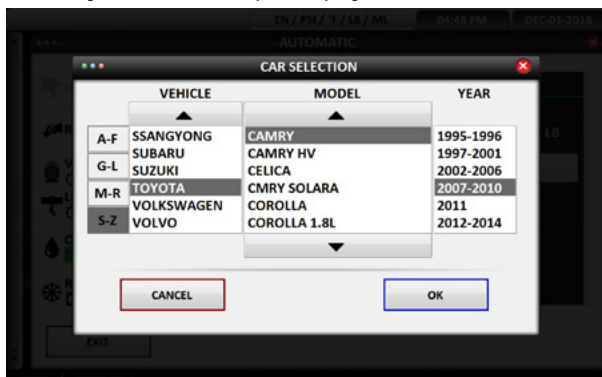 EN / PSI / °F / LB / ML 04:48 PM DEC-01-2016
AUTOMATIC
CAR SELECTION
VEHICLE MODEL YEAR
A-F
G-L
M-R
S-Z
SSANGYONG
SUBARU
SUZUKI
TOYOTA
VOLKSWAGEN
VOLVO
CAMRY
CAMRY HV
CELICA
CMRY SOLARA
COROLLA
COROLLA 1.8L
1995-1996
1997-2001
2002-2006
2007-2010
2011
2012-2014
LB
CANCEL OK
EXIT